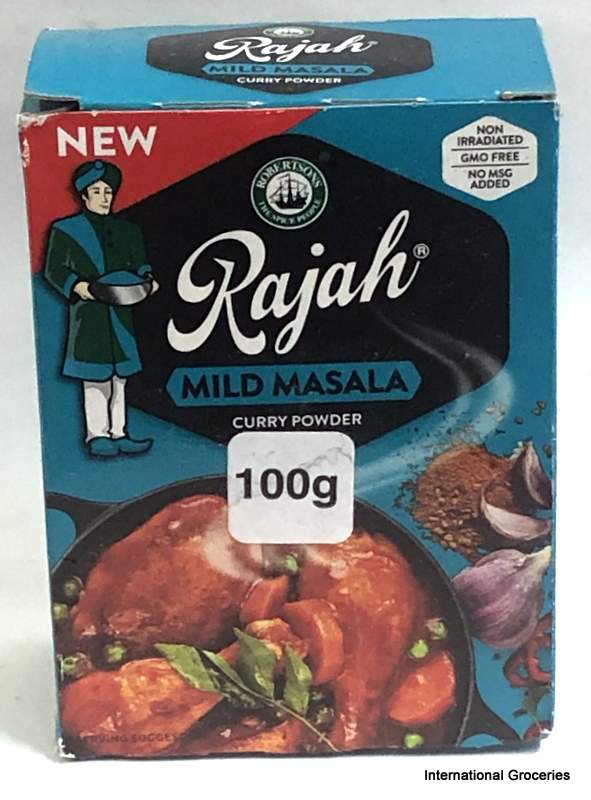 Rajah
MILD MASALA
CURRY POWDER
NEW
NON
IRRADIATED
GMO FREE
NO MSG
ADDED
ROBERTSONS
THE SPICE PEOPLE
Rajah®
MILD MASALA
CURRY POWDER
100g
International Groceries